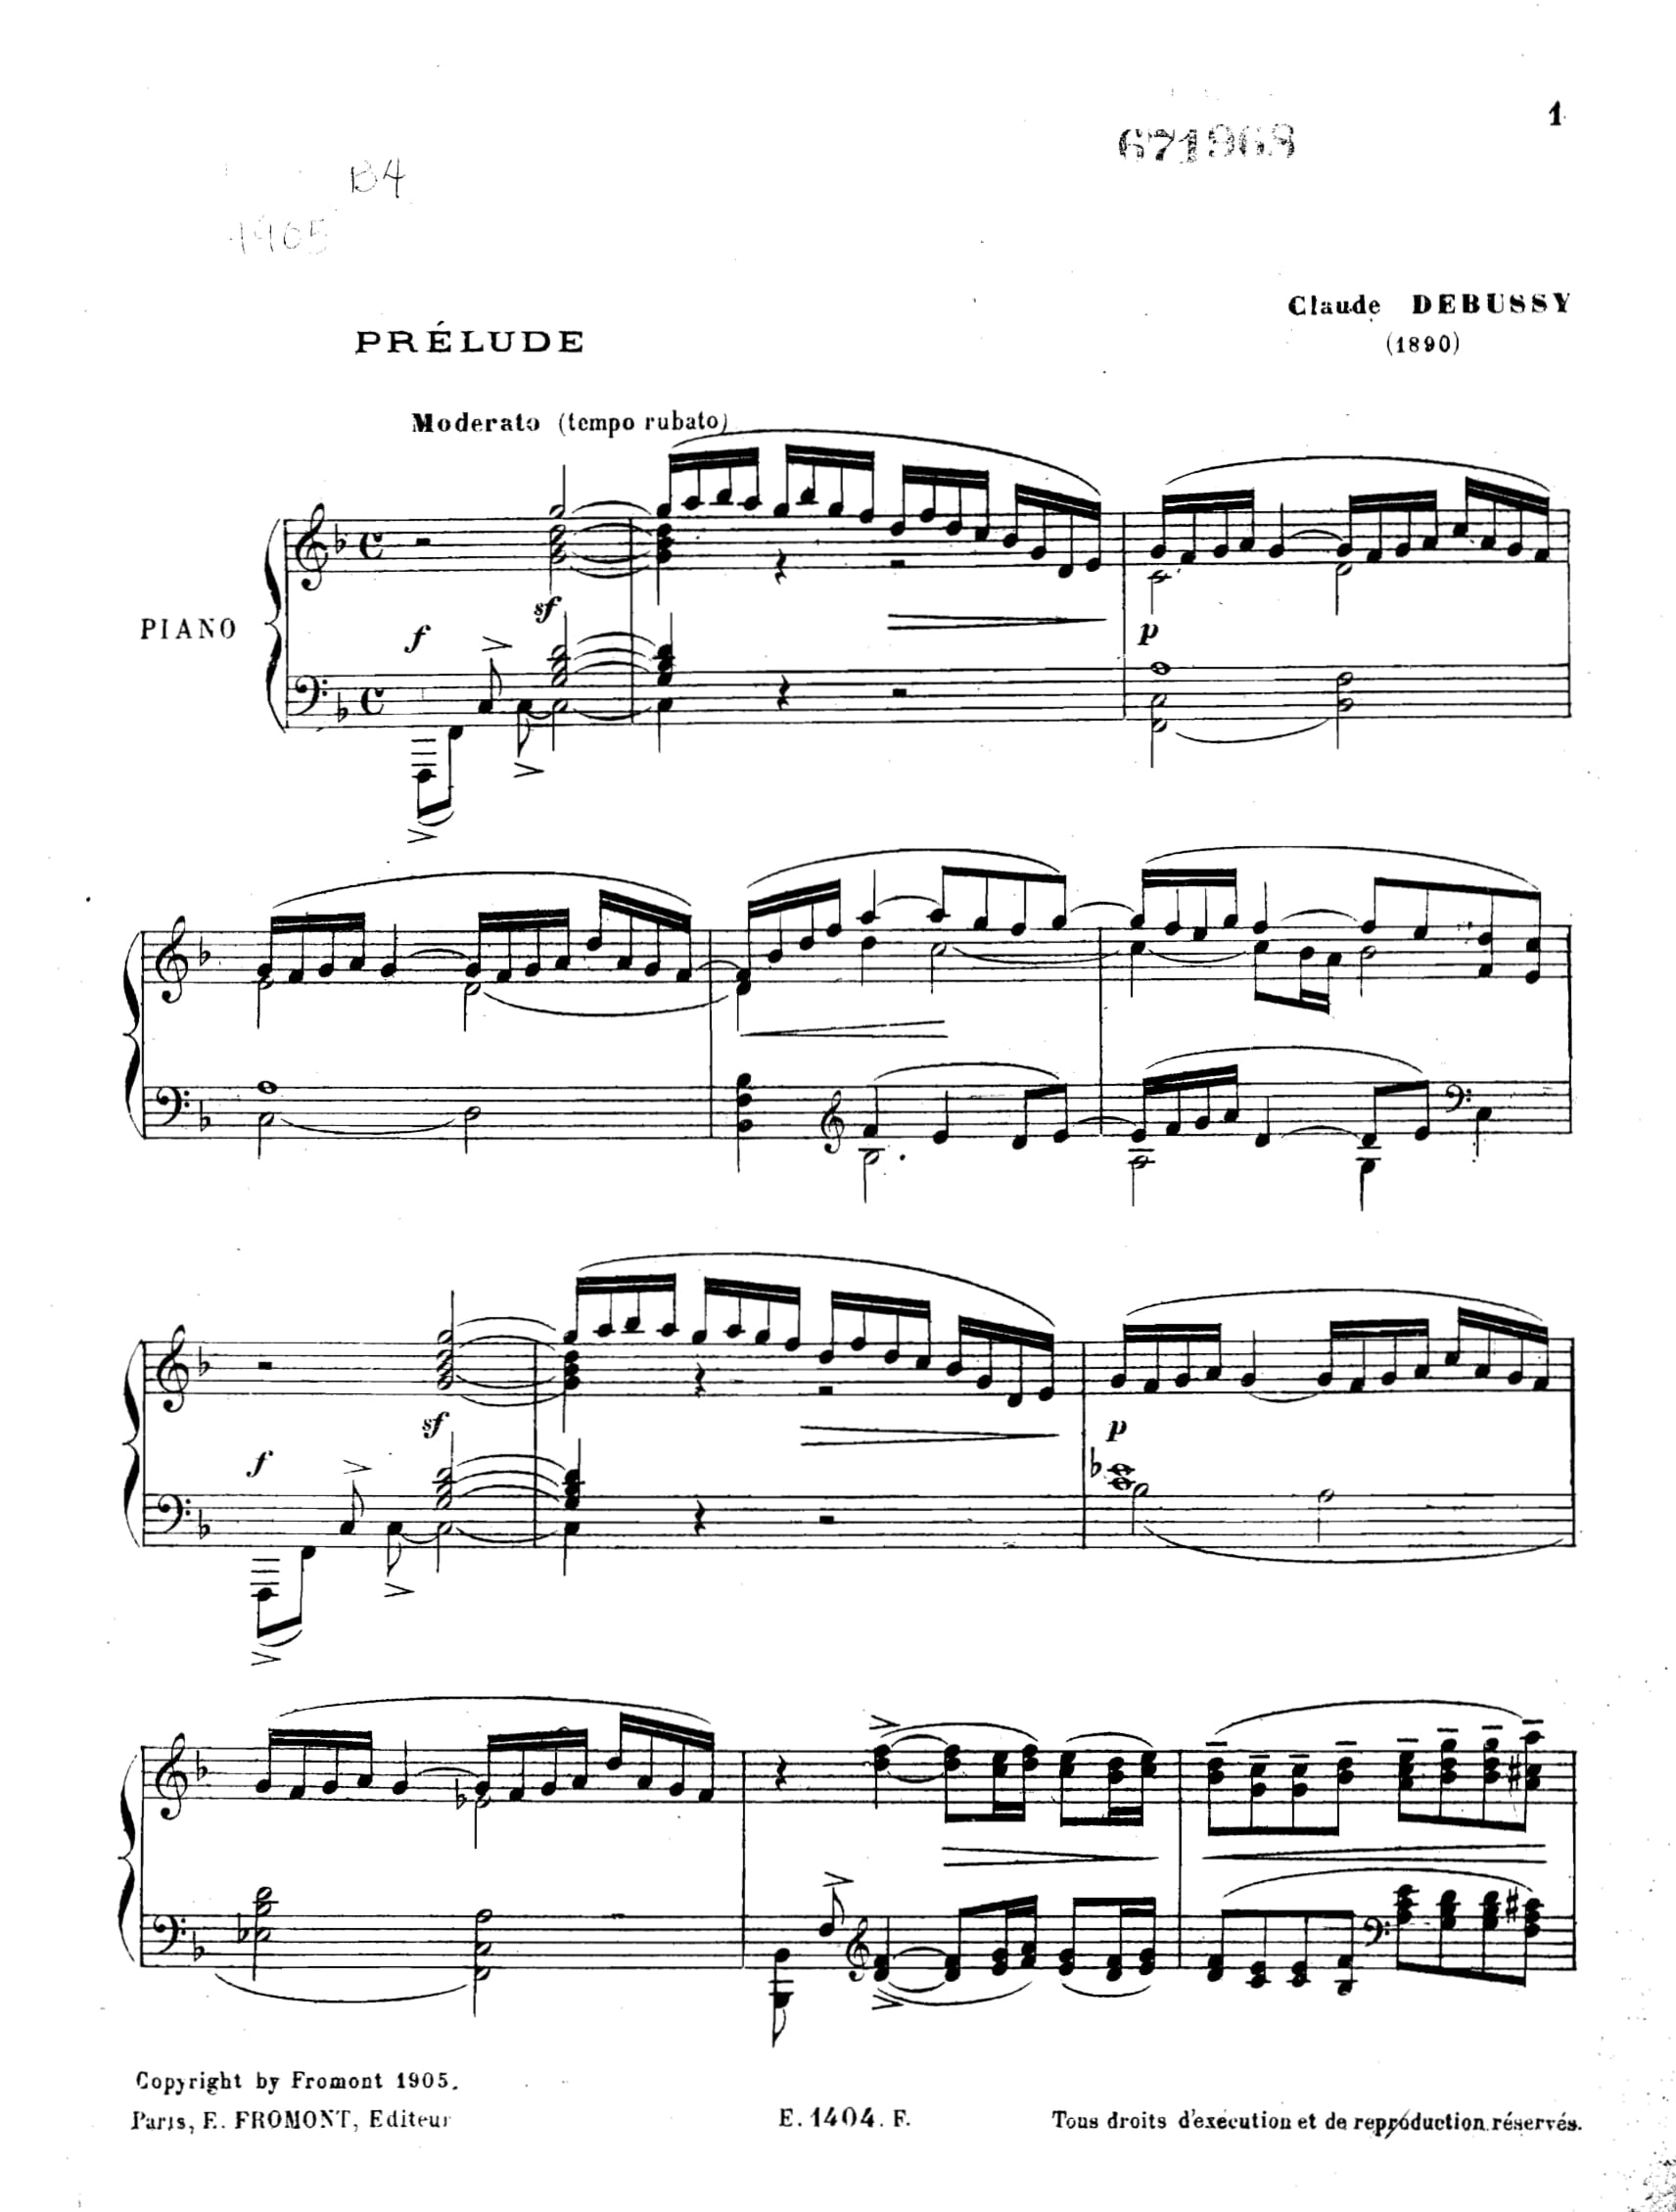 1
671968
B4
1905
Claude DEBUSSY
(1890)
PRÉLUDE
Moderato (tempo rubato)
PIANO
f
sf
p
f
sf
p
Copyright by Fromont 1905.
Paris, E. FROMONT, Editeur
E. 1404. F.
Tous droits d'exécution et de reproduction réservés.